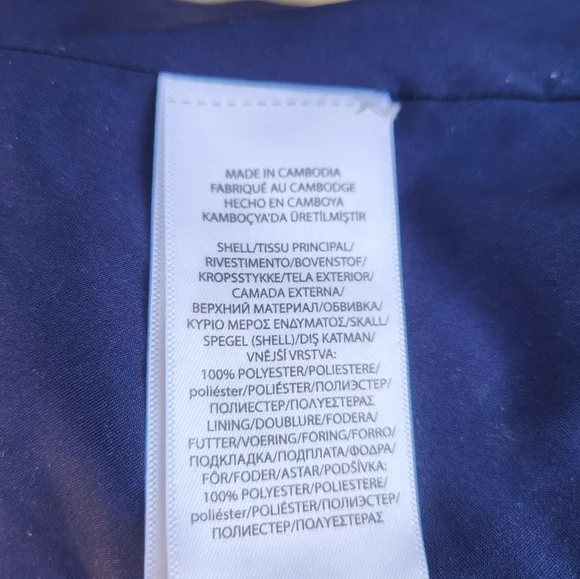 MADE IN CAMBODIA
FABRIQUÉ AU CAMBODGE
HECHO EN CAMBOYA
KAMBOÇYA'DA ÜRETİLMİŞTİR
SHELL/TISSU PRINCIPAL/
RIVESTIMENTO/BOVENSTOF/
KROPSSTYKKE/TELA EXTERIOR/
CAMADA EXTERNA/
ВЕРХНИЙ МАТЕРИАЛ/ОБВИВКА/
ΚΥΡΙΟ ΜΕΡΟΣ ΕΝΔΥΜΑΤΟΣ/SKALL/
SPEGEL (SHELL)/DIŞ KATMAN/
VNĚJŠÍ VRSTVA:
100% POLYESTER/POLIESTERE/
poliéster/POLIÉSTER/ПОЛИЭСТЕР/
ПОЛИЕСТЕР/ΠΟΛΥΕΣΤΕΡΑΣ
LINING/DOUBLURE/FODERA/
FUTTER/VOERING/FORING/FORRO/
ПОДКЛАДКА/ПОДПЛАТА/ΦΟΔΡΑ/
FÔR/FODER/ASTAR/PODŠÍVKA:
100% POLYESTER/POLIESTERE/
poliéster/POLIÉSTER/ПОЛИЭСТЕР/
ПОЛИЕСТЕР/ΠΟΛΥΕΣΤΕΡΑΣ